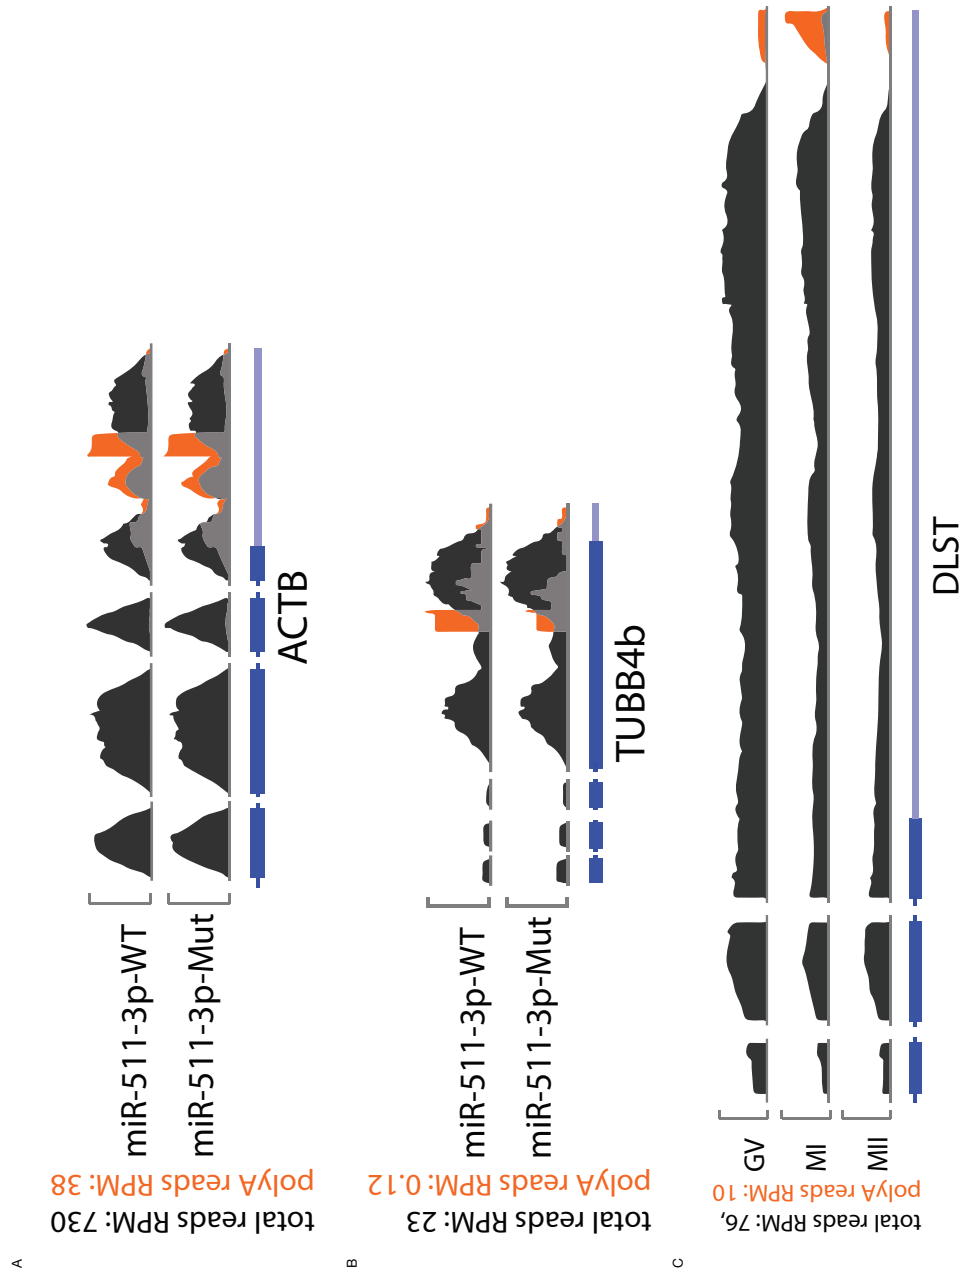 A
total reads RPM: 730
polyA reads RPM: 38
miR-511-3p-WT
miR-511-3p-Mut
ACTB
B
total reads RPM: 23
polyA reads RPM: 0.12
miR-511-3p-WT
miR-511-3p-Mut
TUBB4b
C
total reads RPM: 76,
polyA reads RPM: 10
GV
MI
MII
DLST